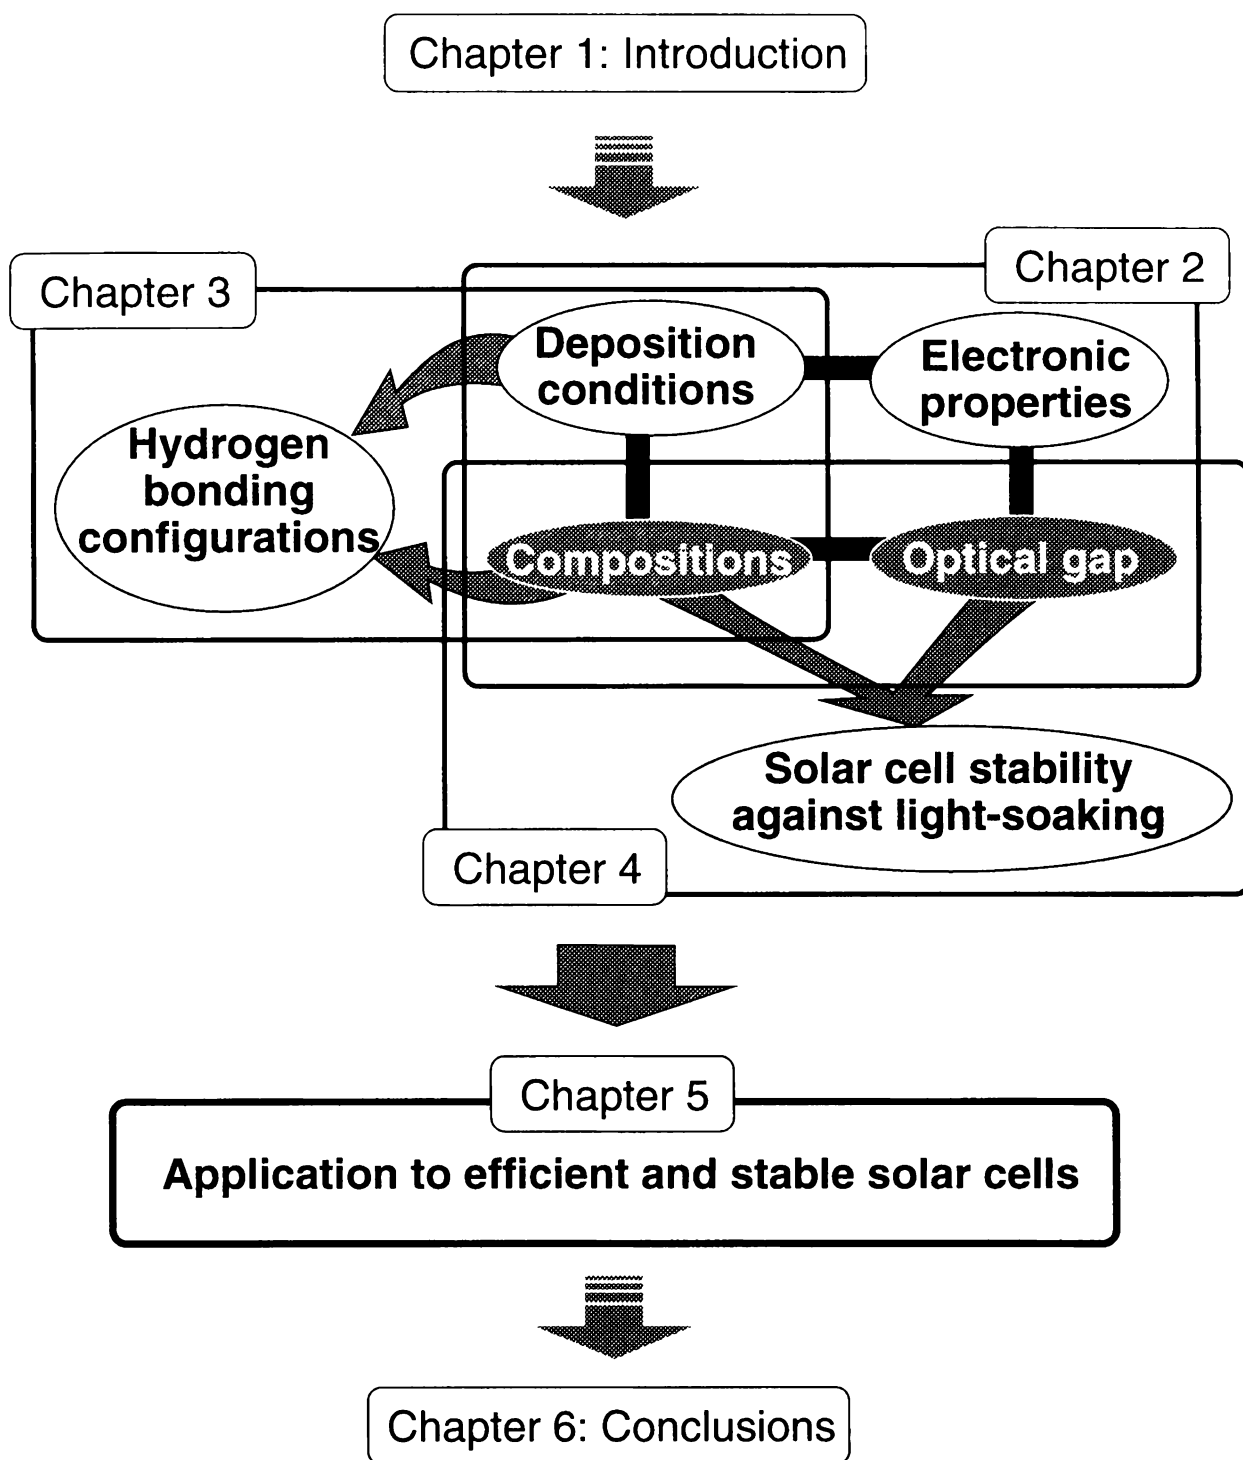 Chapter 1: Introduction
Chapter 2
Chapter 3
Deposition
conditions
Electronic
properties
Hydrogen
bonding
configurations
Compositions
Optical gap
Solar cell stability
against light-soaking
Chapter 4
Chapter 5
Application to efficient and stable solar cells
Chapter 6: Conclusions